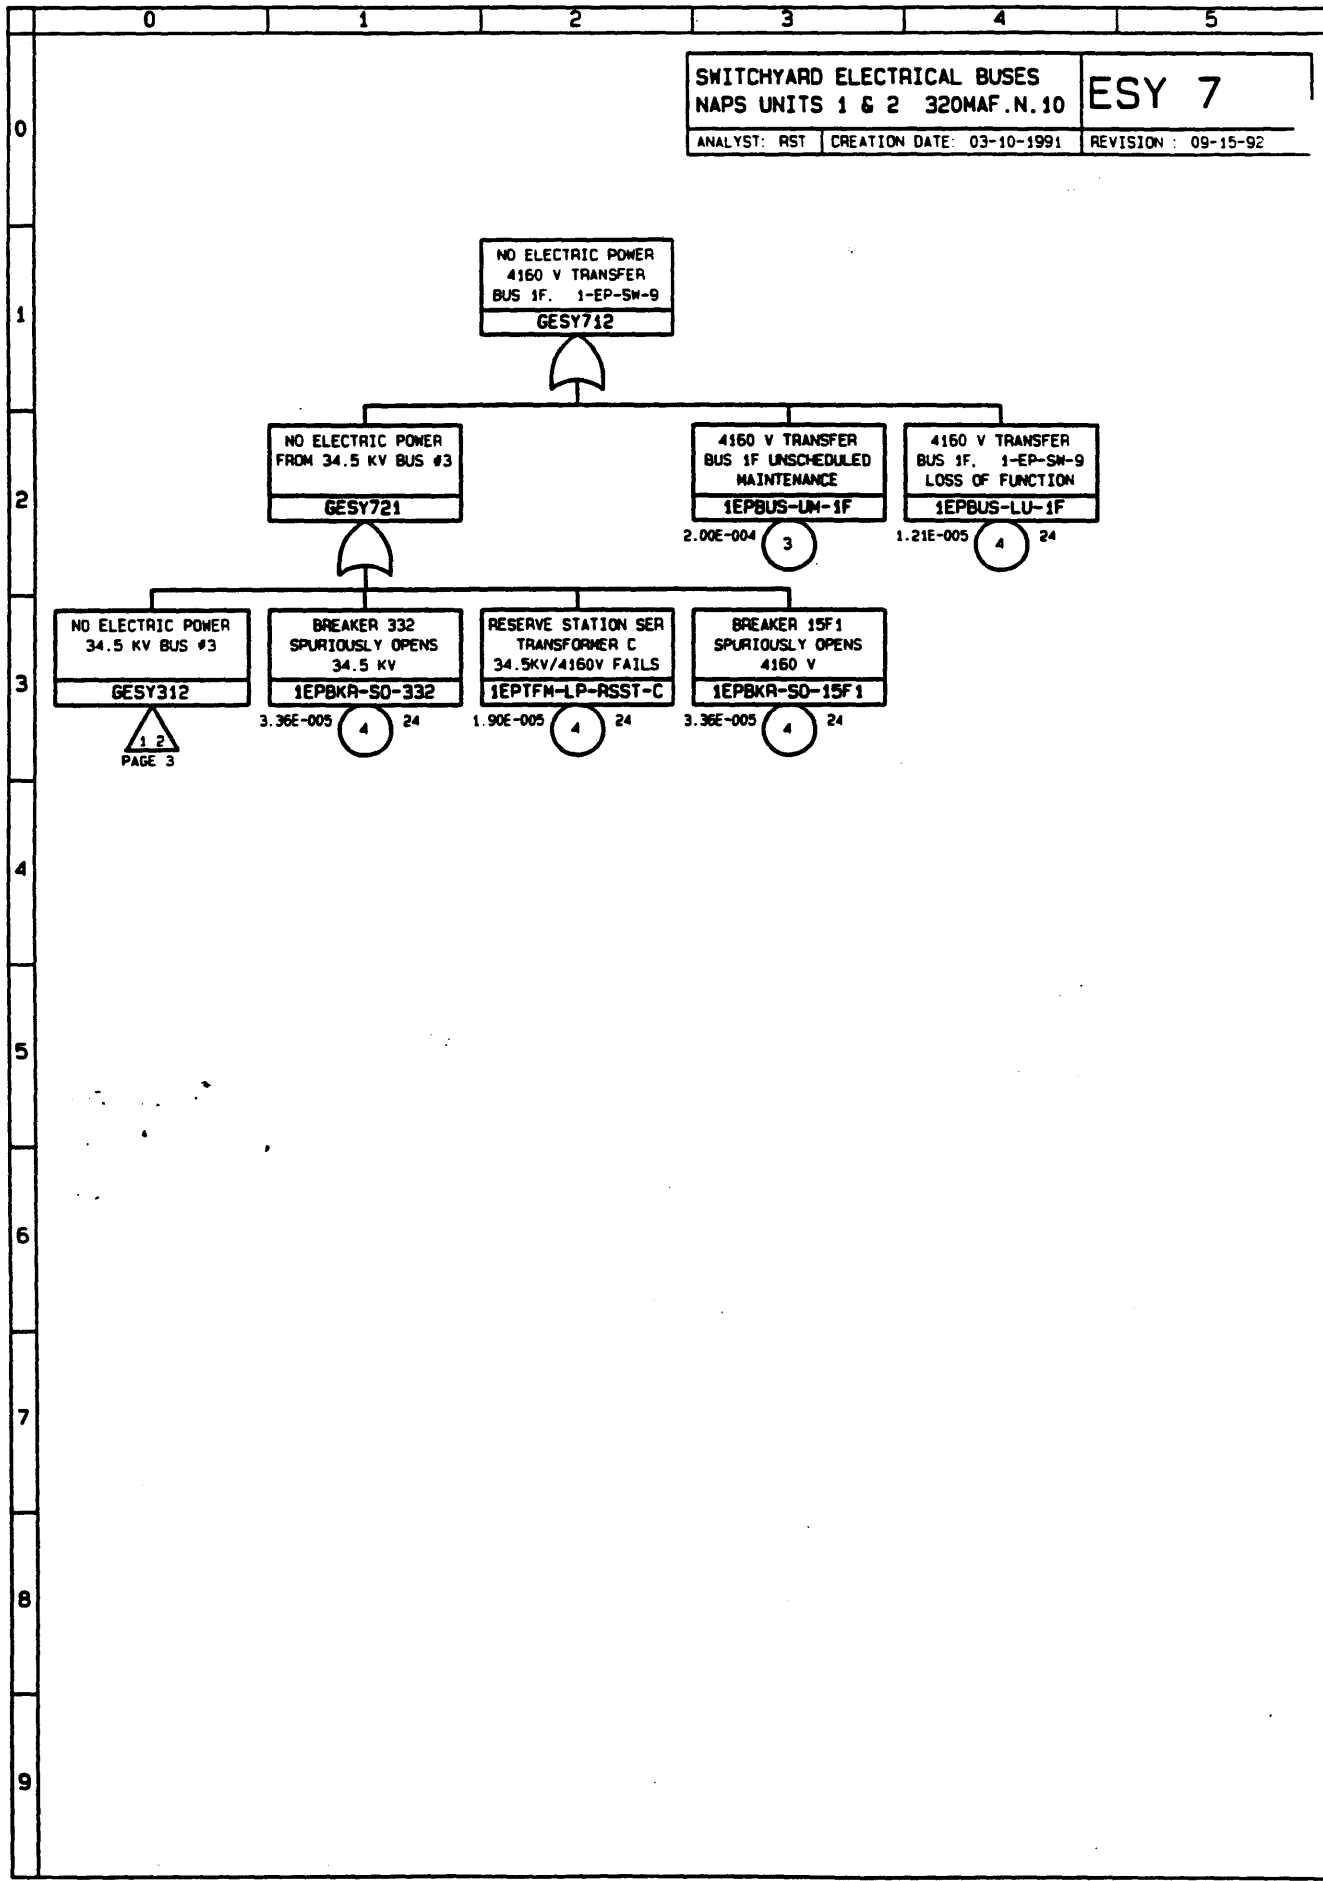 0 1 2 3 4 5
SWITCHYARD ELECTRICAL BUSES
NAPS UNITS 1 & 2 320MAF.N.10
ESY 7
ANALYST: RST CREATION DATE: 03-10-1991 REVISION : 09-15-92
0
NO ELECTRIC POWER
4160 V TRANSFER
BUS 1F. 1-EP-SW-9
GESY712
1
NO ELECTRIC POWER
FROM 34.5 KV BUS #3
GESY721
4160 V TRANSFER
BUS 1F UNSCHEDULED
MAINTENANCE
1EPBUS-UM-1F
2.00E-004 3
4160 V TRANSFER
BUS 1F. 1-EP-SW-9
LOSS OF FUNCTION
1EPBUS-LU-1F
1.21E-005 4 24
2
NO ELECTRIC POWER
34.5 KV BUS #3
GESY312
1 2
PAGE 3
BREAKER 332
SPURIOUSLY OPENS
34.5 KV
1EPBKR-SO-332
3.36E-005 4 24
RESERVE STATION SER
TRANSFORMER C
34.5KV/4160V FAILS
1EPTFM-LP-RSST-C
1.90E-005 4 24
BREAKER 15F1
SPURIOUSLY OPENS
4160 V
1EPBKR-SO-15F1
3.36E-005 4 24
3
4
5
6
7
8
9